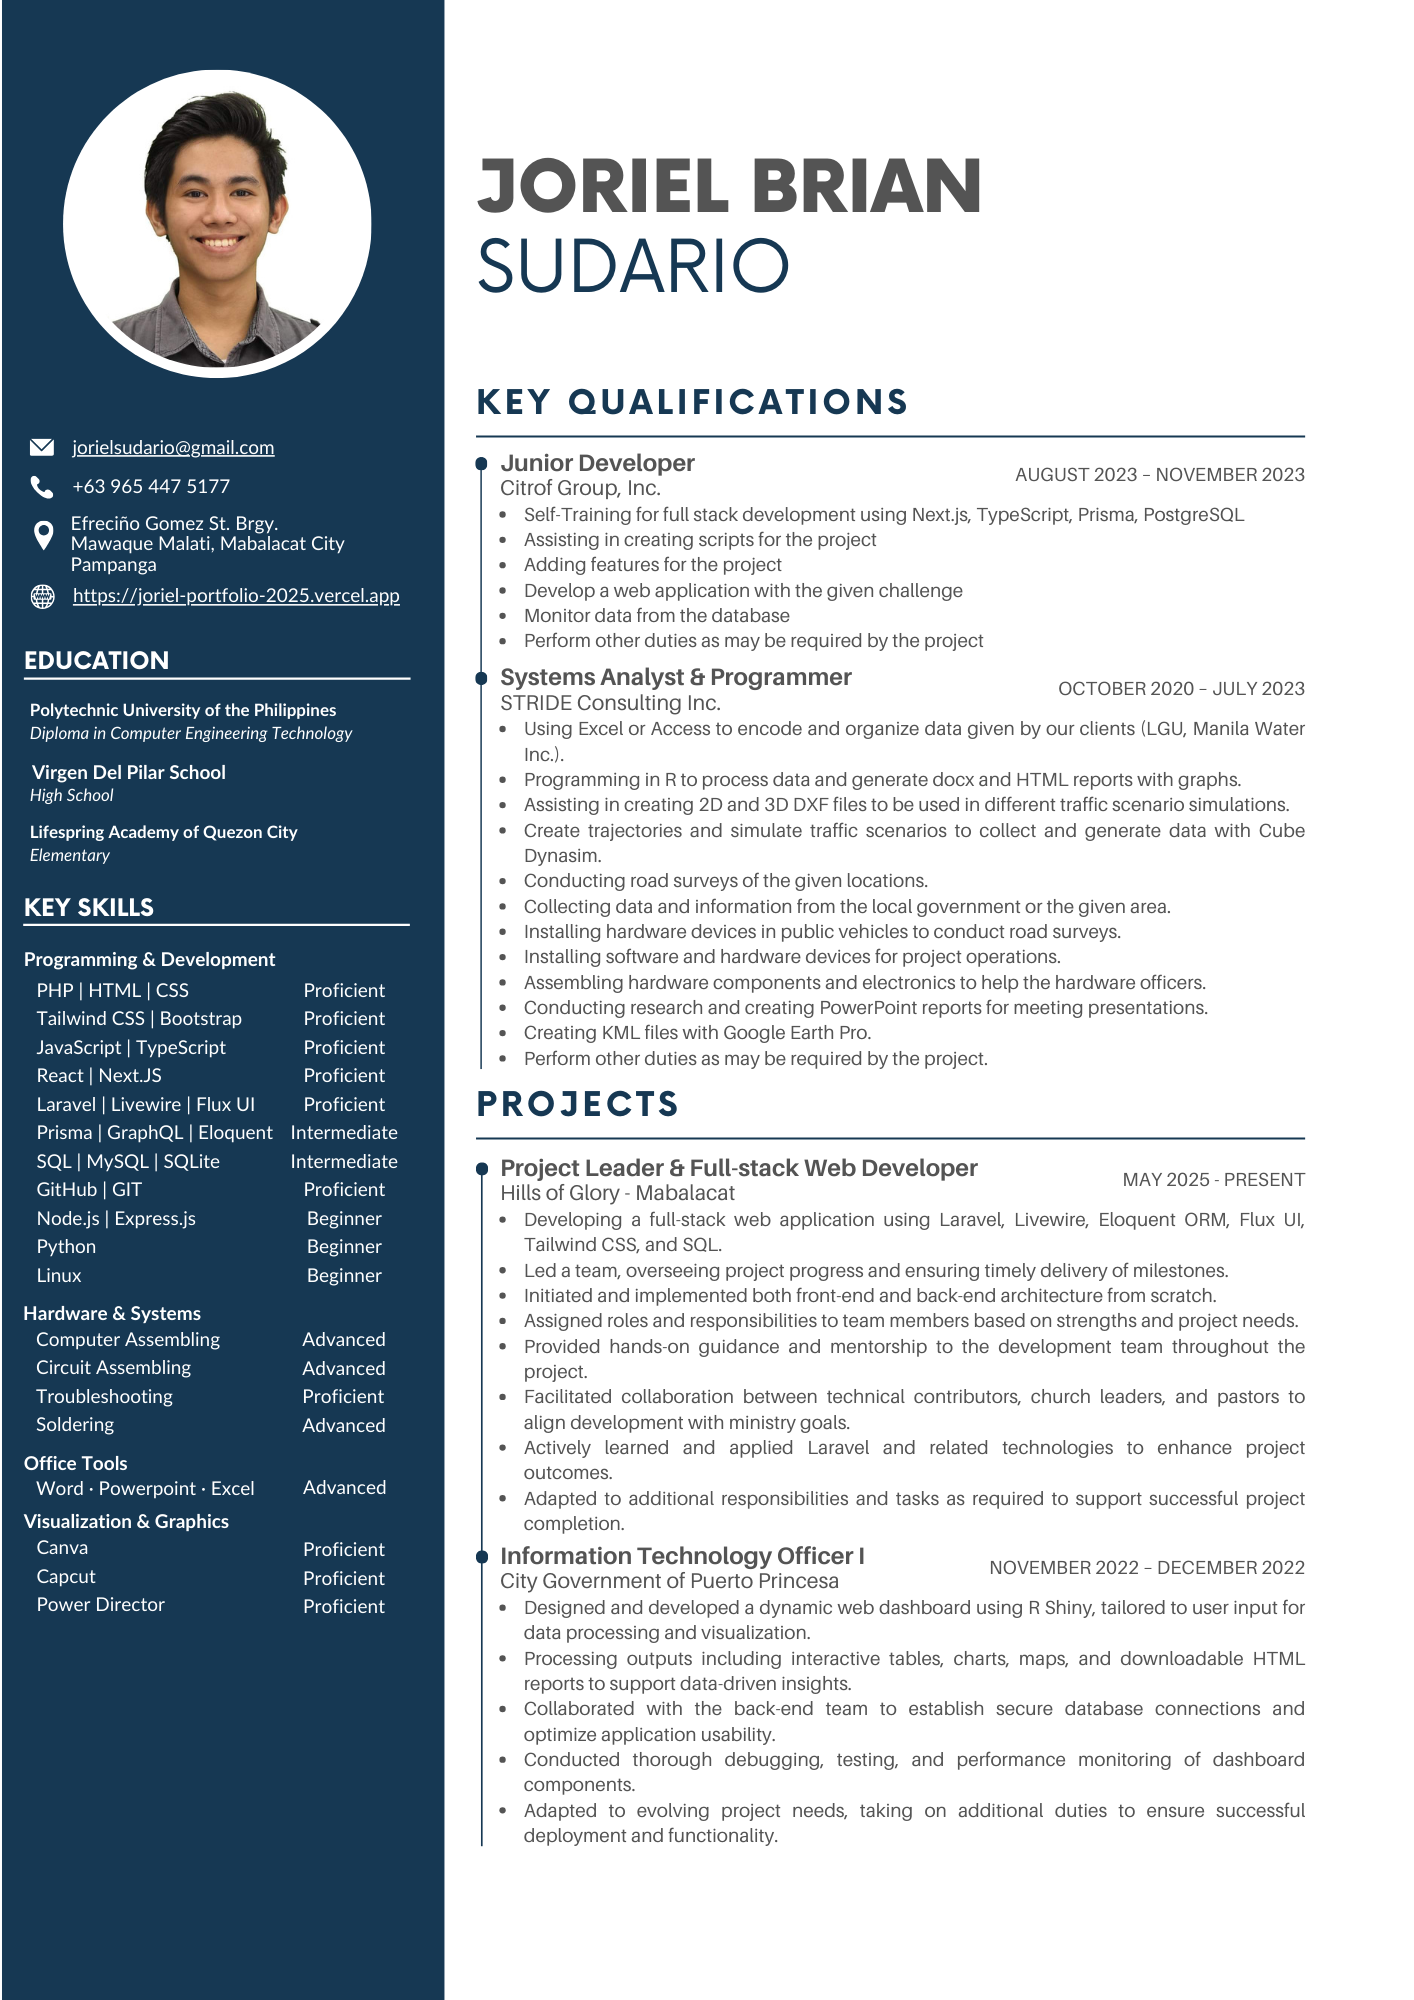 JORIEL BRIAN
SUDARIO
jorielsudario@gmail.com
+63 965 447 5177
Efreciño Gomez St. Brgy.
Mawaque Malati, Mabalacat City
Pampanga
https://joriel-portfolio-2025.vercel.app
EDUCATION
Polytechnic University of the Philippines
Diploma in Computer Engineering Technology
Virgen Del Pilar School
High School
Lifespring Academy of Quezon City
Elementary
KEY SKILLS
Programming & Development
PHP | HTML | CSS Proficient
Tailwind CSS | Bootstrap Proficient
JavaScript | TypeScript Proficient
React | Next.JS Proficient
Laravel | Livewire | Flux UI Proficient
Prisma | GraphQL | Eloquent Intermediate
SQL | MySQL | SQLite Intermediate
GitHub | GIT Proficient
Node.js | Express.js Beginner
Python Beginner
Linux Beginner
Hardware & Systems
Computer Assembling Advanced
Circuit Assembling Advanced
Troubleshooting Proficient
Soldering Advanced
Office Tools
Word · Powerpoint · Excel Advanced
Visualization & Graphics
Canva Proficient
Capcut Proficient
Power Director Proficient
KEY QUALIFICATIONS
Junior Developer
AUGUST 2023 – NOVEMBER 2023
Citrof Group, Inc.
• Self-Training for full stack development using Next.js, TypeScript, Prisma, PostgreSQL
• Assisting in creating scripts for the project
• Adding features for the project
• Develop a web application with the given challenge
• Monitor data from the database
• Perform other duties as may be required by the project
Systems Analyst & Programmer
OCTOBER 2020 – JULY 2023
STRIDE Consulting Inc.
• Using Excel or Access to encode and organize data given by our clients (LGU, Manila Water
Inc.).
• Programming in R to process data and generate docx and HTML reports with graphs.
• Assisting in creating 2D and 3D DXF files to be used in different traffic scenario simulations.
• Create trajectories and simulate traffic scenarios to collect and generate data with Cube
Dynasim.
• Conducting road surveys of the given locations.
• Collecting data and information from the local government or the given area.
• Installing hardware devices in public vehicles to conduct road surveys.
• Installing software and hardware devices for project operations.
• Assembling hardware components and electronics to help the hardware officers.
• Conducting research and creating PowerPoint reports for meeting presentations.
• Creating KML files with Google Earth Pro.
• Perform other duties as may be required by the project.
PROJECTS
Project Leader & Full-stack Web Developer
MAY 2025 - PRESENT
Hills of Glory - Mabalacat
• Developing a full-stack web application using Laravel, Livewire, Eloquent ORM, Flux UI,
Tailwind CSS, and SQL.
• Led a team, overseeing project progress and ensuring timely delivery of milestones.
• Initiated and implemented both front-end and back-end architecture from scratch.
• Assigned roles and responsibilities to team members based on strengths and project needs.
• Provided hands-on guidance and mentorship to the development team throughout the
project.
• Facilitated collaboration between technical contributors, church leaders, and pastors to
align development with ministry goals.
• Actively learned and applied Laravel and related technologies to enhance project
outcomes.
• Adapted to additional responsibilities and tasks as required to support successful project
completion.
Information Technology Officer I
NOVEMBER 2022 – DECEMBER 2022
City Government of Puerto Princesa
• Designed and developed a dynamic web dashboard using R Shiny, tailored to user input for
data processing and visualization.
• Processing outputs including interactive tables, charts, maps, and downloadable HTML
reports to support data-driven insights.
• Collaborated with the back-end team to establish secure database connections and
optimize application usability.
• Conducted thorough debugging, testing, and performance monitoring of dashboard
components.
• Adapted to evolving project needs, taking on additional duties to ensure successful
deployment and functionality.